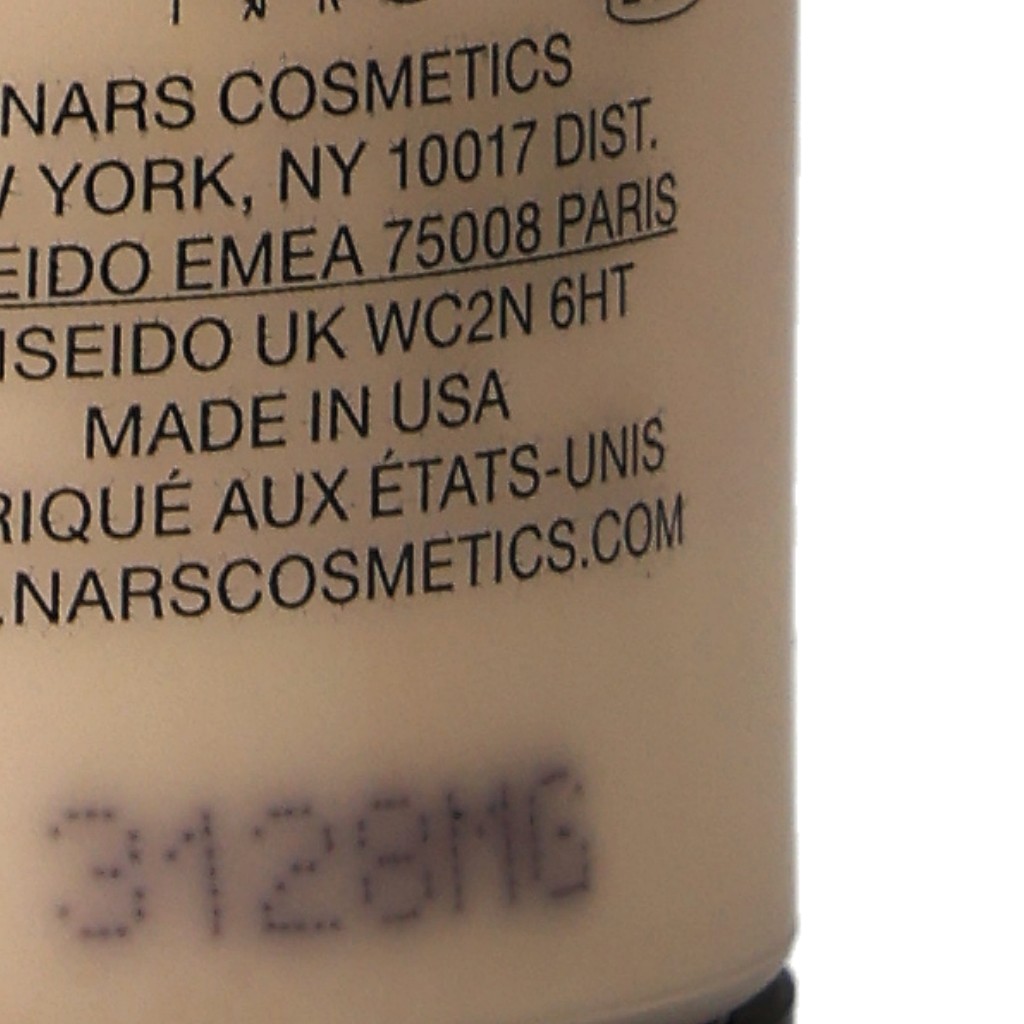 NARS COSMETICS
YORK, NY 10017 DIST.
EIDO EMEA 75008 PARIS
ISEIDO UK WC2N 6HT
MADE IN USA
RIQUÉ AUX ÉTATS-UNIS
.NARSCOSMETICS.COM
3128MG